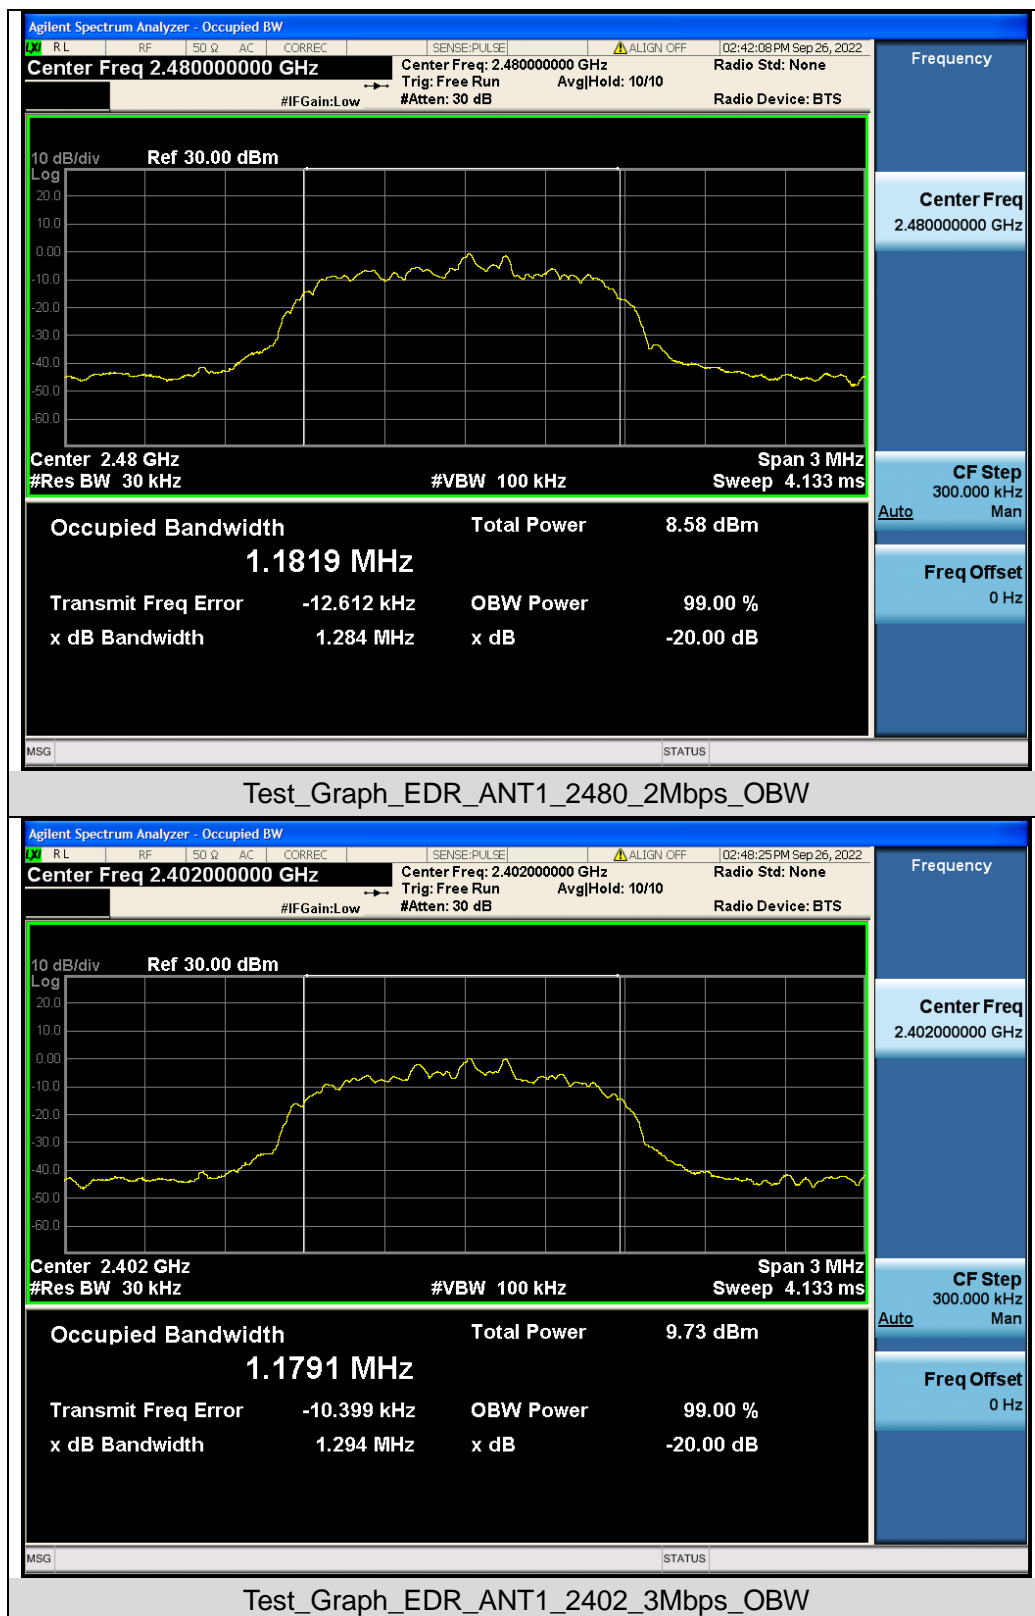 Agilent Spectrum Analyzer - Occupied BW
LXI RL RF 50 Ω AC CORREC SENSE:PULSE ALIGN OFF 02:42:08 PM Sep 26, 2022
Center Freq 2.480000000 GHz Center Freq: 2.480000000 GHz Radio Std: None Frequency
Trig: Free Run Avg|Hold: 10/10
#IFGain:Low #Atten: 30 dB Radio Device: BTS
10 dB/div Ref 30.00 dBm
Log
20.0
10.0
0.00
-10.0
-20.0
-30.0
-40.0
-50.0
-60.0
Center Freq
2.480000000 GHz
Center 2.48 GHz Span 3 MHz
#Res BW 30 kHz #VBW 100 kHz Sweep 4.133 ms
CF Step
300.000 kHz
Auto Man
Occupied Bandwidth Total Power 8.58 dBm
1.1819 MHz
Freq Offset
0 Hz
Transmit Freq Error -12.612 kHz OBW Power 99.00 %
x dB Bandwidth 1.284 MHz x dB -20.00 dB
MSG STATUS
Test_Graph_EDR_ANT1_2480_2Mbps_OBW
Agilent Spectrum Analyzer - Occupied BW
LXI RL RF 50 Ω AC CORREC SENSE:PULSE ALIGN OFF 02:48:25 PM Sep 26, 2022
Center Freq 2.402000000 GHz Center Freq: 2.402000000 GHz Radio Std: None Frequency
Trig: Free Run Avg|Hold: 10/10
#IFGain:Low #Atten: 30 dB Radio Device: BTS
10 dB/div Ref 30.00 dBm
Log
20.0
10.0
0.00
-10.0
-20.0
-30.0
-40.0
-50.0
-60.0
Center Freq
2.402000000 GHz
Center 2.402 GHz Span 3 MHz
#Res BW 30 kHz #VBW 100 kHz Sweep 4.133 ms
CF Step
300.000 kHz
Auto Man
Occupied Bandwidth Total Power 9.73 dBm
1.1791 MHz
Freq Offset
0 Hz
Transmit Freq Error -10.399 kHz OBW Power 99.00 %
x dB Bandwidth 1.294 MHz x dB -20.00 dB
MSG STATUS
Test_Graph_EDR_ANT1_2402_3Mbps_OBW